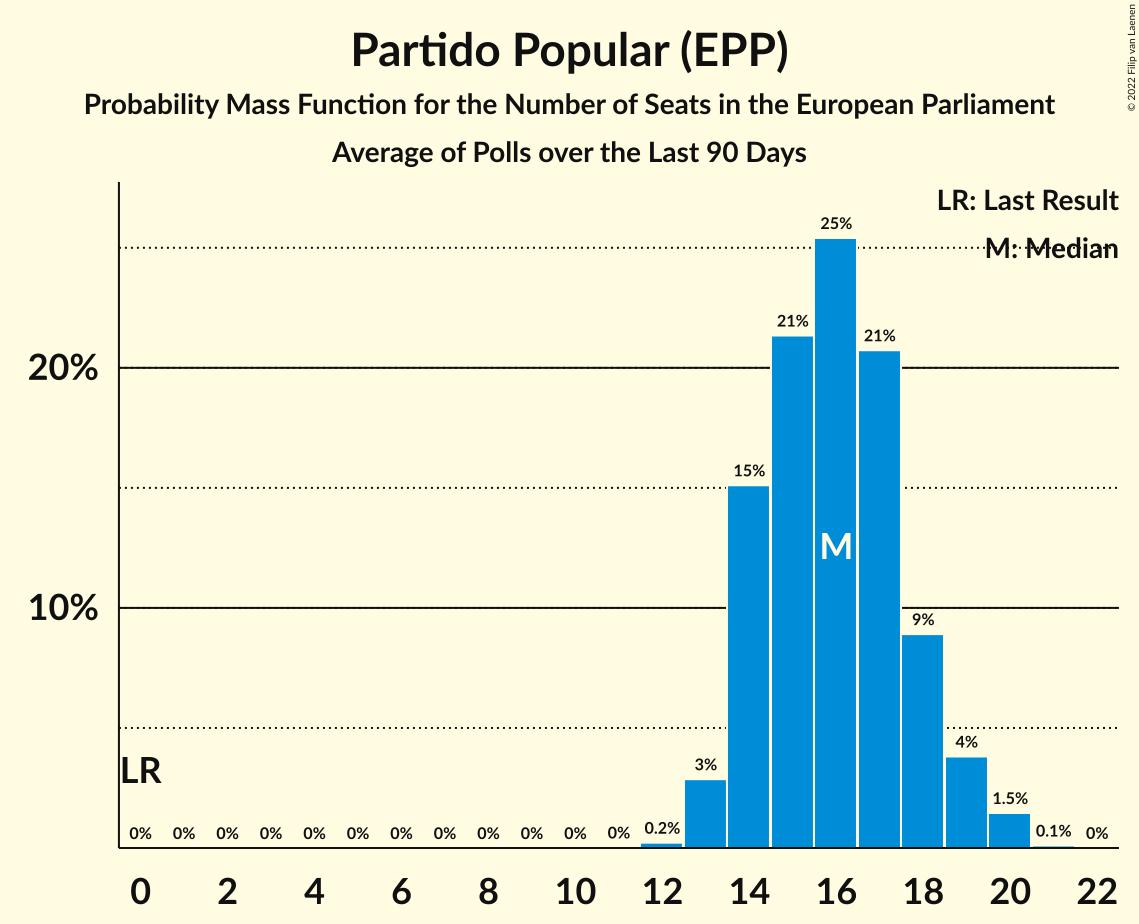 Partido Popular (EPP)
Probability Mass Function for the Number of Seats in the European Parliament
Average of Polls over the Last 90 Days
© 2022 Filip van Laenen
LR: Last Result
M: Median
25%
21%
21%
20%
15%
M
10%
9%
4%
3%
LR
1.5%
0% 0% 0% 0% 0% 0% 0% 0% 0% 0% 0% 0% 0.2% 0.1% 0%
0 2 4 6 8 10 12 14 16 18 20 22